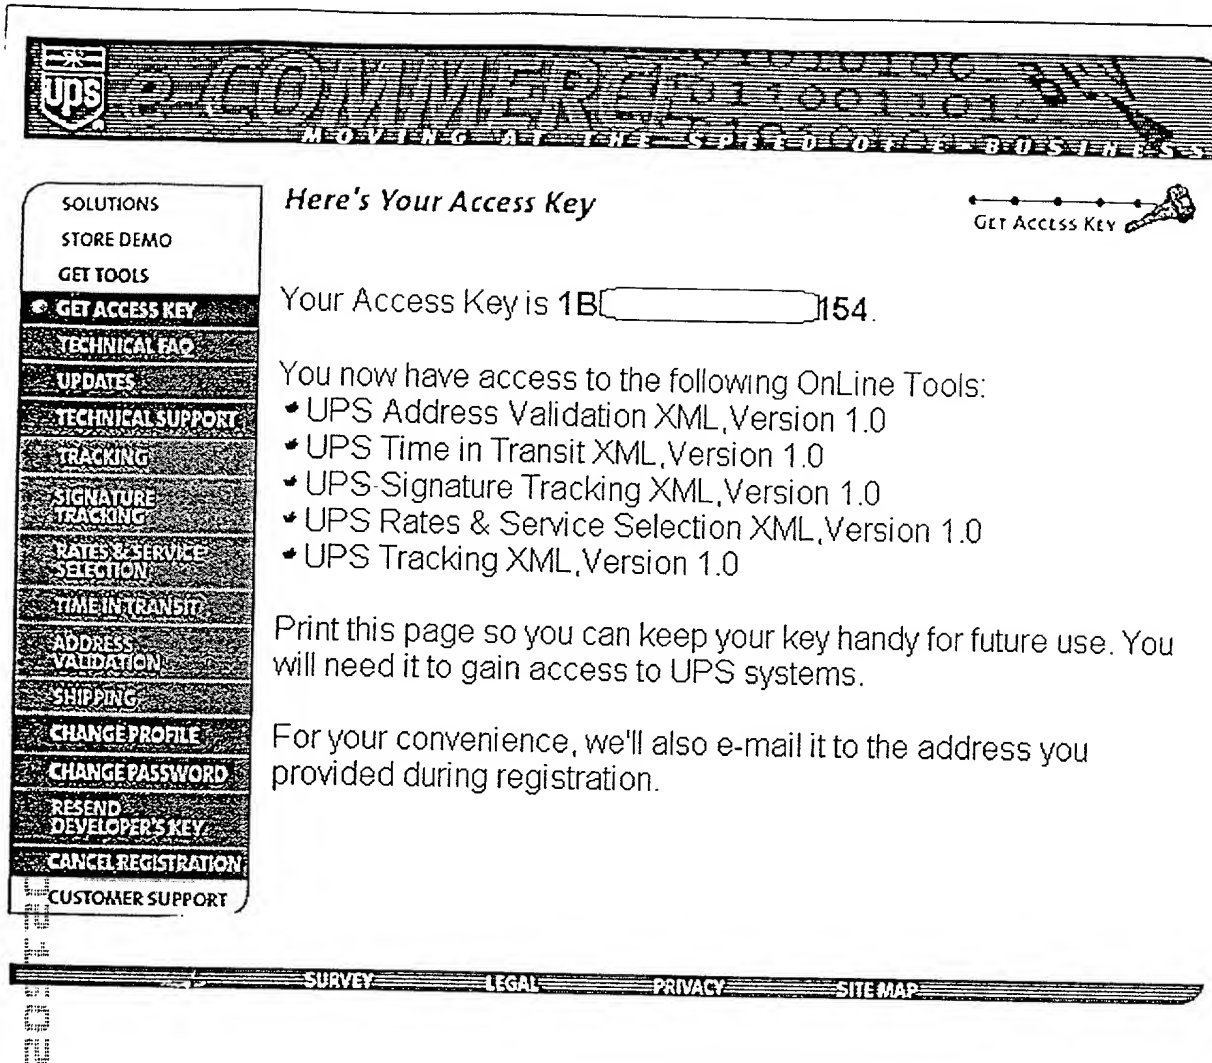 ups
e COMMERCE
MOVING AT THE SPEED OF E-BUSINESS
SOLUTIONS
STORE DEMO
GET TOOLS
GET ACCESS KEY
TECHNICAL FAQ
UPDATES
TECHNICAL SUPPORT
TRACKING
SIGNATURE
TRACKING
RATES & SERVICE
SELECTION
TIME IN TRANSIT
ADDRESS
VALIDATION
SHIPPING
CHANGE PROFILE
CHANGE PASSWORD
RESEND
DEVELOPER'S KEY
CANCEL REGISTRATION
CUSTOMER SUPPORT
Here's Your Access Key
GET ACCESS KEY
Your Access Key is 1B 154.
You now have access to the following OnLine Tools:
UPS Address Validation XML,Version 1.0
UPS Time in Transit XML,Version 1.0
UPS Signature Tracking XML,Version 1.0
UPS Rates & Service Selection XML,Version 1.0
UPS Tracking XML,Version 1.0
Print this page so you can keep your key handy for future use. You
will need it to gain access to UPS systems.
For your convenience, we'll also e-mail it to the address you
provided during registration.
SURVEY LEGAL PRIVACY SITE MAP